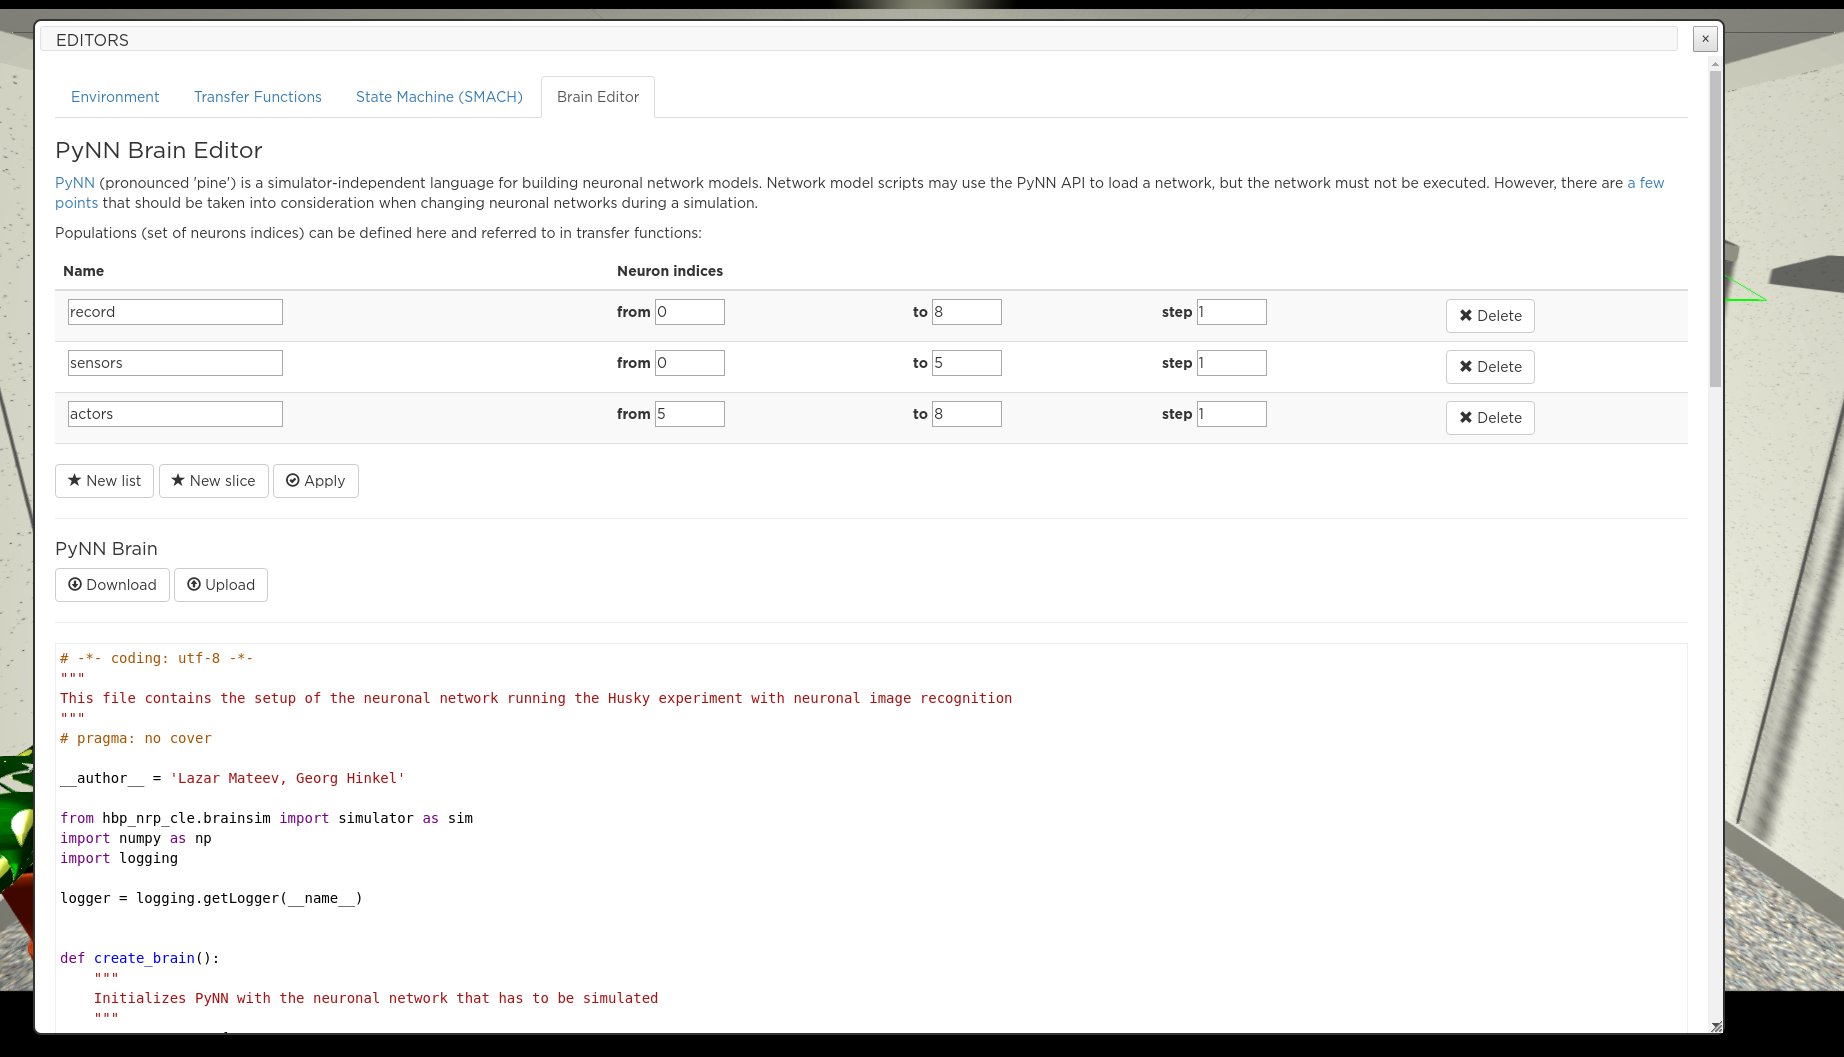 EDITORS
×
Environment Transfer Functions State Machine (SMACH) Brain Editor
PyNN Brain Editor
PyNN (pronounced 'pine') is a simulator-independent language for building neuronal network models. Network model scripts may use the PyNN API to load a network, but the network must not be executed. However, there are a few
points that should be taken into consideration when changing neuronal networks during a simulation.
Populations (set of neurons indices) can be defined here and referred to in transfer functions:
Name Neuron indices
record from 0 to 8 step 1 Delete
sensors from 0 to 5 step 1 Delete
actors from 5 to 8 step 1 Delete
New list New slice Apply
PyNN Brain
Download Upload
# -*- coding: utf-8 -*-
"""
This file contains the setup of the neuronal network running the Husky experiment with neuronal image recognition
"""
# pragma: no cover
__author__ = 'Lazar Mateev, Georg Hinkel'
from hbp_nrp_cle.brainsim import simulator as sim
import numpy as np
import logging
logger = logging.getLogger(__name__)
def create_brain():
"""
Initializes PyNN with the neuronal network that has to be simulated
"""